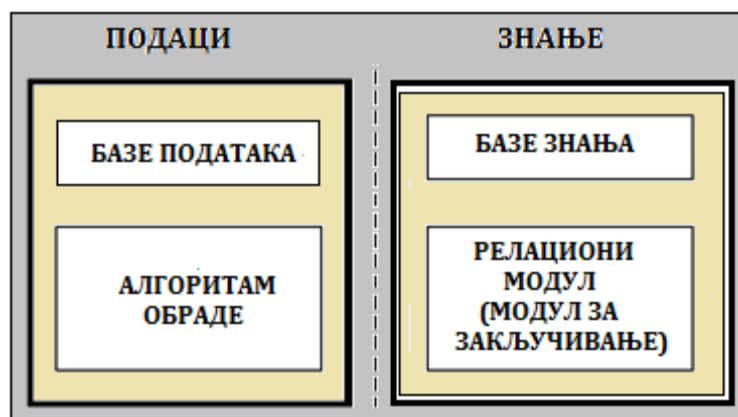 ПОДАЦИ
БАЗЕ ПОДАТАКА
АЛГОРИТАМ
ОБРАДЕ
ЗНАЊЕ
БАЗЕ ЗНАЊА
РЕЛАЦИОНИ
МОДУЛ
(МОДУЛ ЗА
ЗАКЉУЧИВАЊЕ)